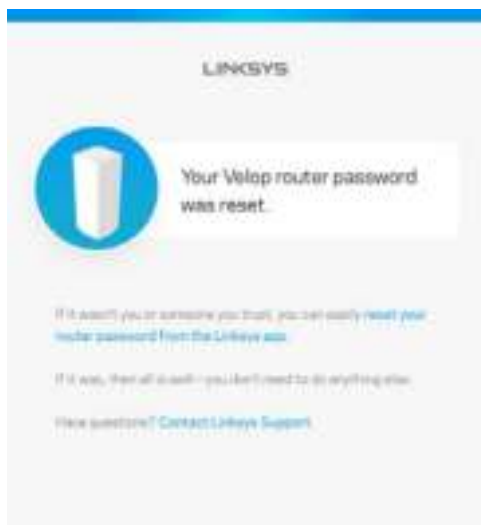 LINKSYS
Your Velop router password
was reset.
If it wasn't you or someone you trust, you can easily reset your
router password from the Linksys app.
If it was, then all is well - you don't need to do anything else.
Have questions? Contact Linksys Support